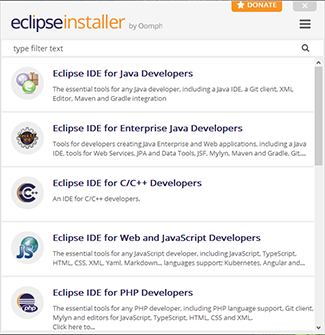 DONATE
eclipseinstaller by Oomph
type filter text
Eclipse IDE for Java Developers
The essential tools for any Java developer, including a Java IDE, a Git client, XML
Editor, Maven and Gradle integration
Eclipse IDE for Enterprise Java Developers
Tools for developers creating Java Enterprise and Web applications, including a Java
IDE, tools for Web Services, JPA and Data Tools, JSF, Mylyn, Maven and Gradle, Git...
Eclipse IDE for C/C++ Developers
An IDE for C/C++ developers.
Eclipse IDE for Web and JavaScript Developers
The essential tools for any JavaScript developer, including JavaScript, TypeScript,
HTML, CSS, XML, Yaml, Markdown... languages support; Kubernetes, Angular and...
Eclipse IDE for PHP Developers
The essential tools for any PHP developer, including PHP language support, Git client,
Mylyn and editors for JavaScript, TypeScript, HTML, CSS and XML.
Click here to...